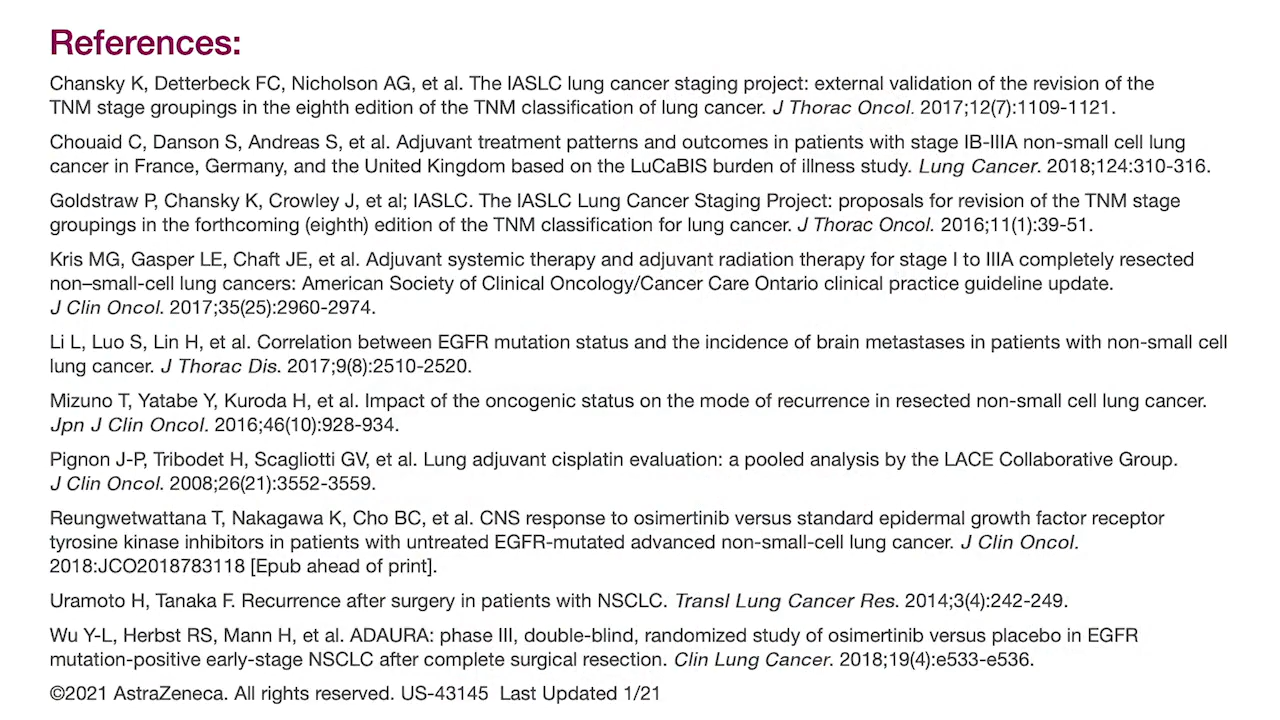 References:
Chansky K, Detterbeck FC, Nicholson AG, et al. The IASLC lung cancer staging project: external validation of the revision of the
TNM stage groupings in the eighth edition of the TNM classification of lung cancer. J Thorac Oncol. 2017;12(7):1109-1121.
Chouaid C, Danson S, Andreas S, et al. Adjuvant treatment patterns and outcomes in patients with stage IB-IIIA non-small cell lung
cancer in France, Germany, and the United Kingdom based on the LuCaBIS burden of illness study. Lung Cancer. 2018;124:310-316.
Goldstraw P, Chansky K, Crowley J, et al; IASLC. The IASLC Lung Cancer Staging Project: proposals for revision of the TNM stage
groupings in the forthcoming (eighth) edition of the TNM classification for lung cancer. J Thorac Oncol. 2016;11(1):39-51.
Kris MG, Gasper LE, Chaft JE, et al. Adjuvant systemic therapy and adjuvant radiation therapy for stage I to IIIA completely resected
non–small-cell lung cancers: American Society of Clinical Oncology/Cancer Care Ontario clinical practice guideline update.
J Clin Oncol. 2017;35(25):2960-2974.
Li L, Luo S, Lin H, et al. Correlation between EGFR mutation status and the incidence of brain metastases in patients with non-small cell
lung cancer. J Thorac Dis. 2017;9(8):2510-2520.
Mizuno T, Yatabe Y, Kuroda H, et al. Impact of the oncogenic status on the mode of recurrence in resected non-small cell lung cancer.
Jpn J Clin Oncol. 2016;46(10):928-934.
Pignon J-P, Tribodet H, Scagliotti GV, et al. Lung adjuvant cisplatin evaluation: a pooled analysis by the LACE Collaborative Group.
J Clin Oncol. 2008;26(21):3552-3559.
Reungwetwattana T, Nakagawa K, Cho BC, et al. CNS response to osimertinib versus standard epidermal growth factor receptor
tyrosine kinase inhibitors in patients with untreated EGFR-mutated advanced non-small-cell lung cancer. J Clin Oncol.
2018:JCO2018783118 [Epub ahead of print].
Uramoto H, Tanaka F. Recurrence after surgery in patients with NSCLC. Transl Lung Cancer Res. 2014;3(4):242-249.
Wu Y-L, Herbst RS, Mann H, et al. ADAURA: phase III, double-blind, randomized study of osimertinib versus placebo in EGFR
mutation-positive early-stage NSCLC after complete surgical resection. Clin Lung Cancer. 2018;19(4):e533-e536.
©2021 AstraZeneca. All rights reserved. US-43145 Last Updated 1/21